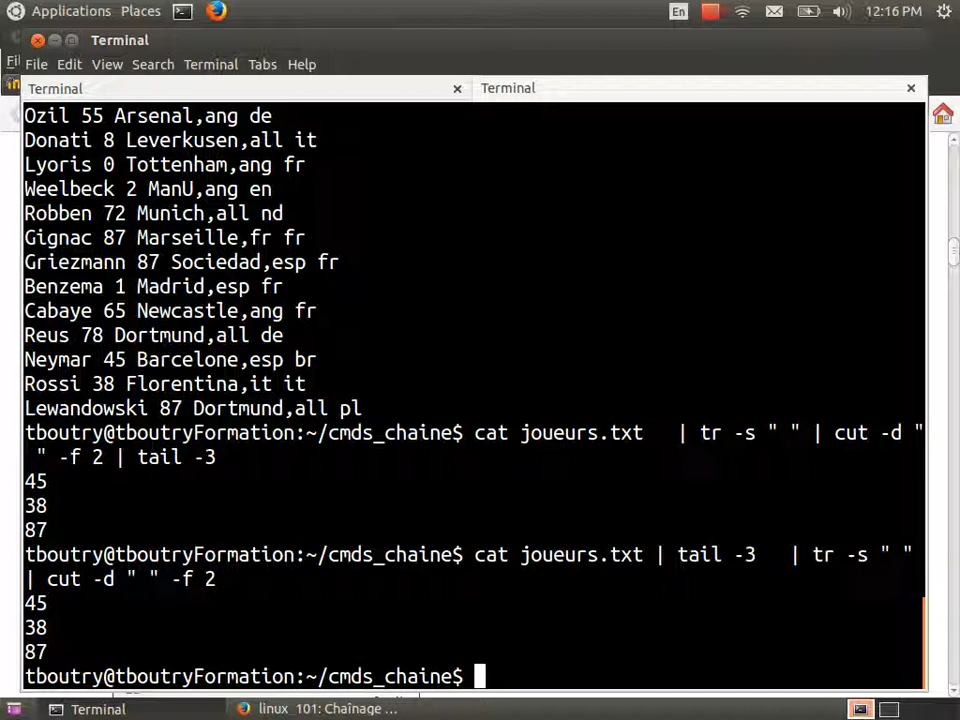 Applications Places En 12:16 PM
Terminal
File Edit View Search Terminal Tabs Help
Terminal × Terminal ×
Ozil 55 Arsenal,ang de
Donati 8 Leverkusen,all it
Lyoris 0 Tottenham,ang fr
Weelbeck 2 ManU,ang en
Robben 72 Munich,all nd
Gignac 87 Marseille,fr fr
Griezmann 87 Sociedad,esp fr
Benzema 1 Madrid,esp fr
Cabaye 65 Newcastle,ang fr
Reus 78 Dortmund,all de
Neymar 45 Barcelone,esp br
Rossi 38 Florentina,it it
Lewandowski 87 Dortmund,all pl
tboutry@tboutryFormation:~/cmds_chaine$ cat joueurs.txt   | tr -s " " | cut -d "
 " -f 2 | tail -3
45
38
87
tboutry@tboutryFormation:~/cmds_chaine$ cat joueurs.txt | tail -3   | tr -s " "
| cut -d " " -f 2
45
38
87
tboutry@tboutryFormation:~/cmds_chaine$
Terminal linux_101: Chaînage ...